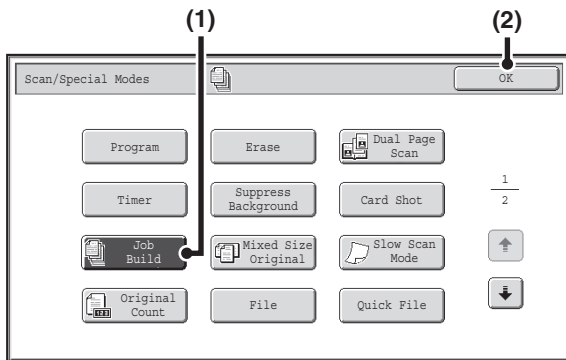 (1)
(2)
Scan/Special Modes
OK
Program
Erase
Dual Page
Scan
Timer
Suppress
Background
Card Shot
1
2
Job
Build
Mixed Size
Original
Slow Scan
Mode
Original
Count
File
Quick File